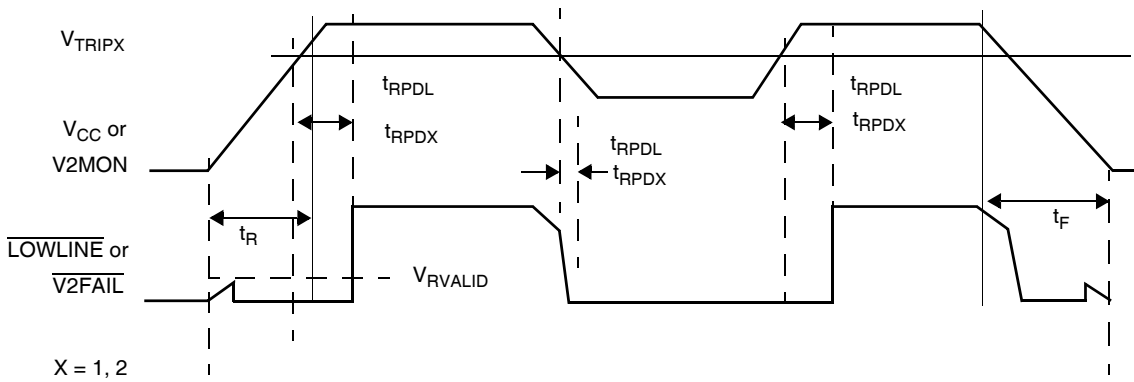 VTRIPX
tRPDL
tRPDX
tRPDL
tRPDX
VCC or
V2MON
tRPDL
tRPDX
tR
tF
LOWLINE or
V2FAIL
VRVALID
X = 1, 2